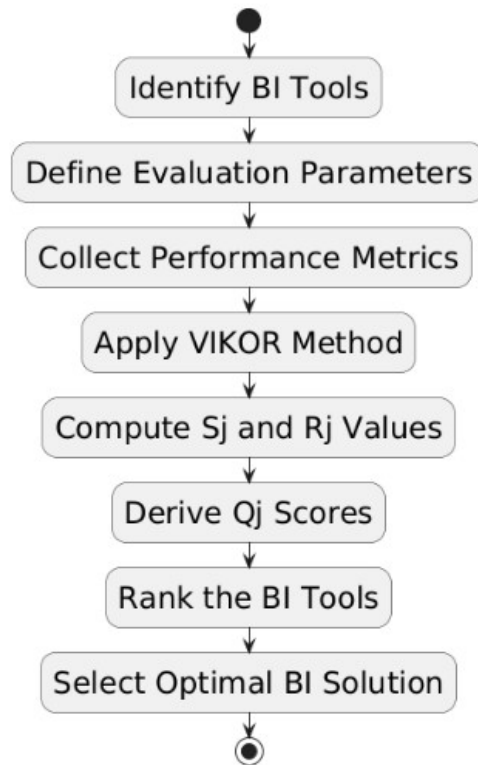 Identify BI Tools
Define Evaluation Parameters
Collect Performance Metrics
Apply VIKOR Method
Compute Sj and Rj Values
Derive Qj Scores
Rank the BI Tools
Select Optimal BI Solution